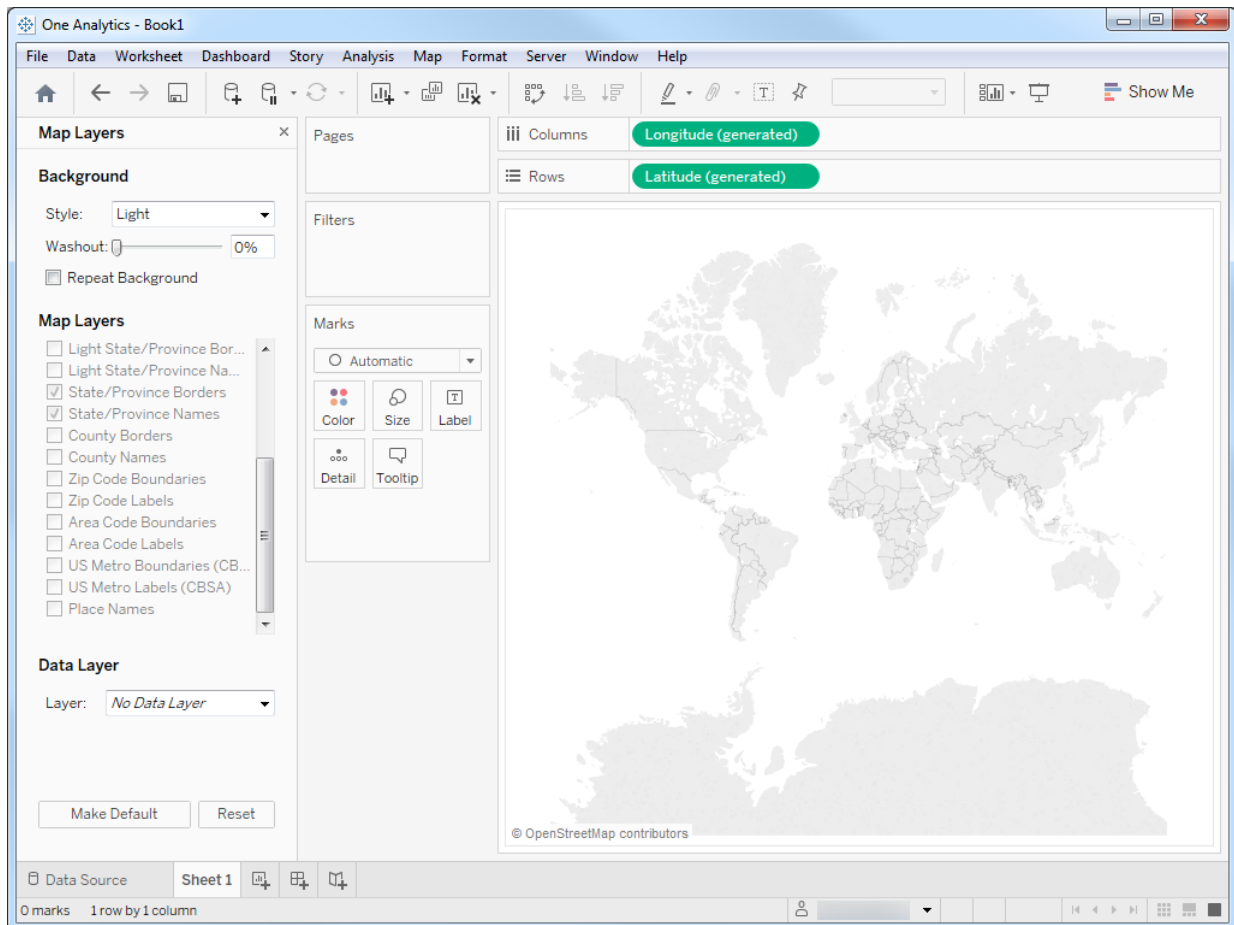 One Analytics - Book1
File Data Worksheet Dashboard Story Analysis Map Format Server Window Help
T
Show Me
Map Layers
Background
Style: Light
Washout: 0%
Repeat Background
Map Layers
Light State/Province Bor...
Light State/Province Na...
State/Province Borders
State/Province Names
County Borders
County Names
Zip Code Boundaries
Zip Code Labels
Area Code Boundaries
Area Code Labels
US Metro Boundaries (CB...
US Metro Labels (CBSA)
Place Names
Data Layer
Layer: No Data Layer
Make Default Reset
Pages
Filters
Marks
Automatic
T
Color Size Label
Detail Tooltip
Columns Longitude (generated)
Rows Latitude (generated)
© OpenStreetMap contributors
Data Source Sheet 1
0 marks 1 row by 1 column